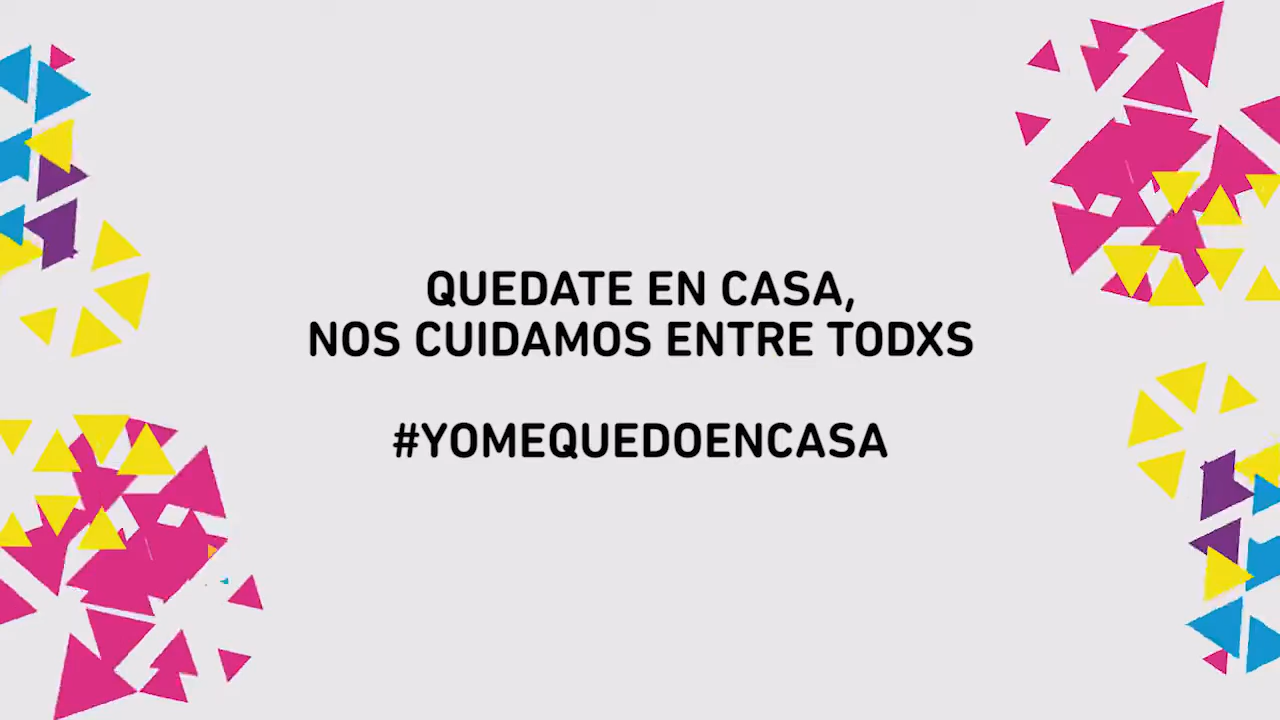 QUEDATE EN CASA,
NOS CUIDAMOS ENTRE TODXS
#YOMEQUEDOENCASA